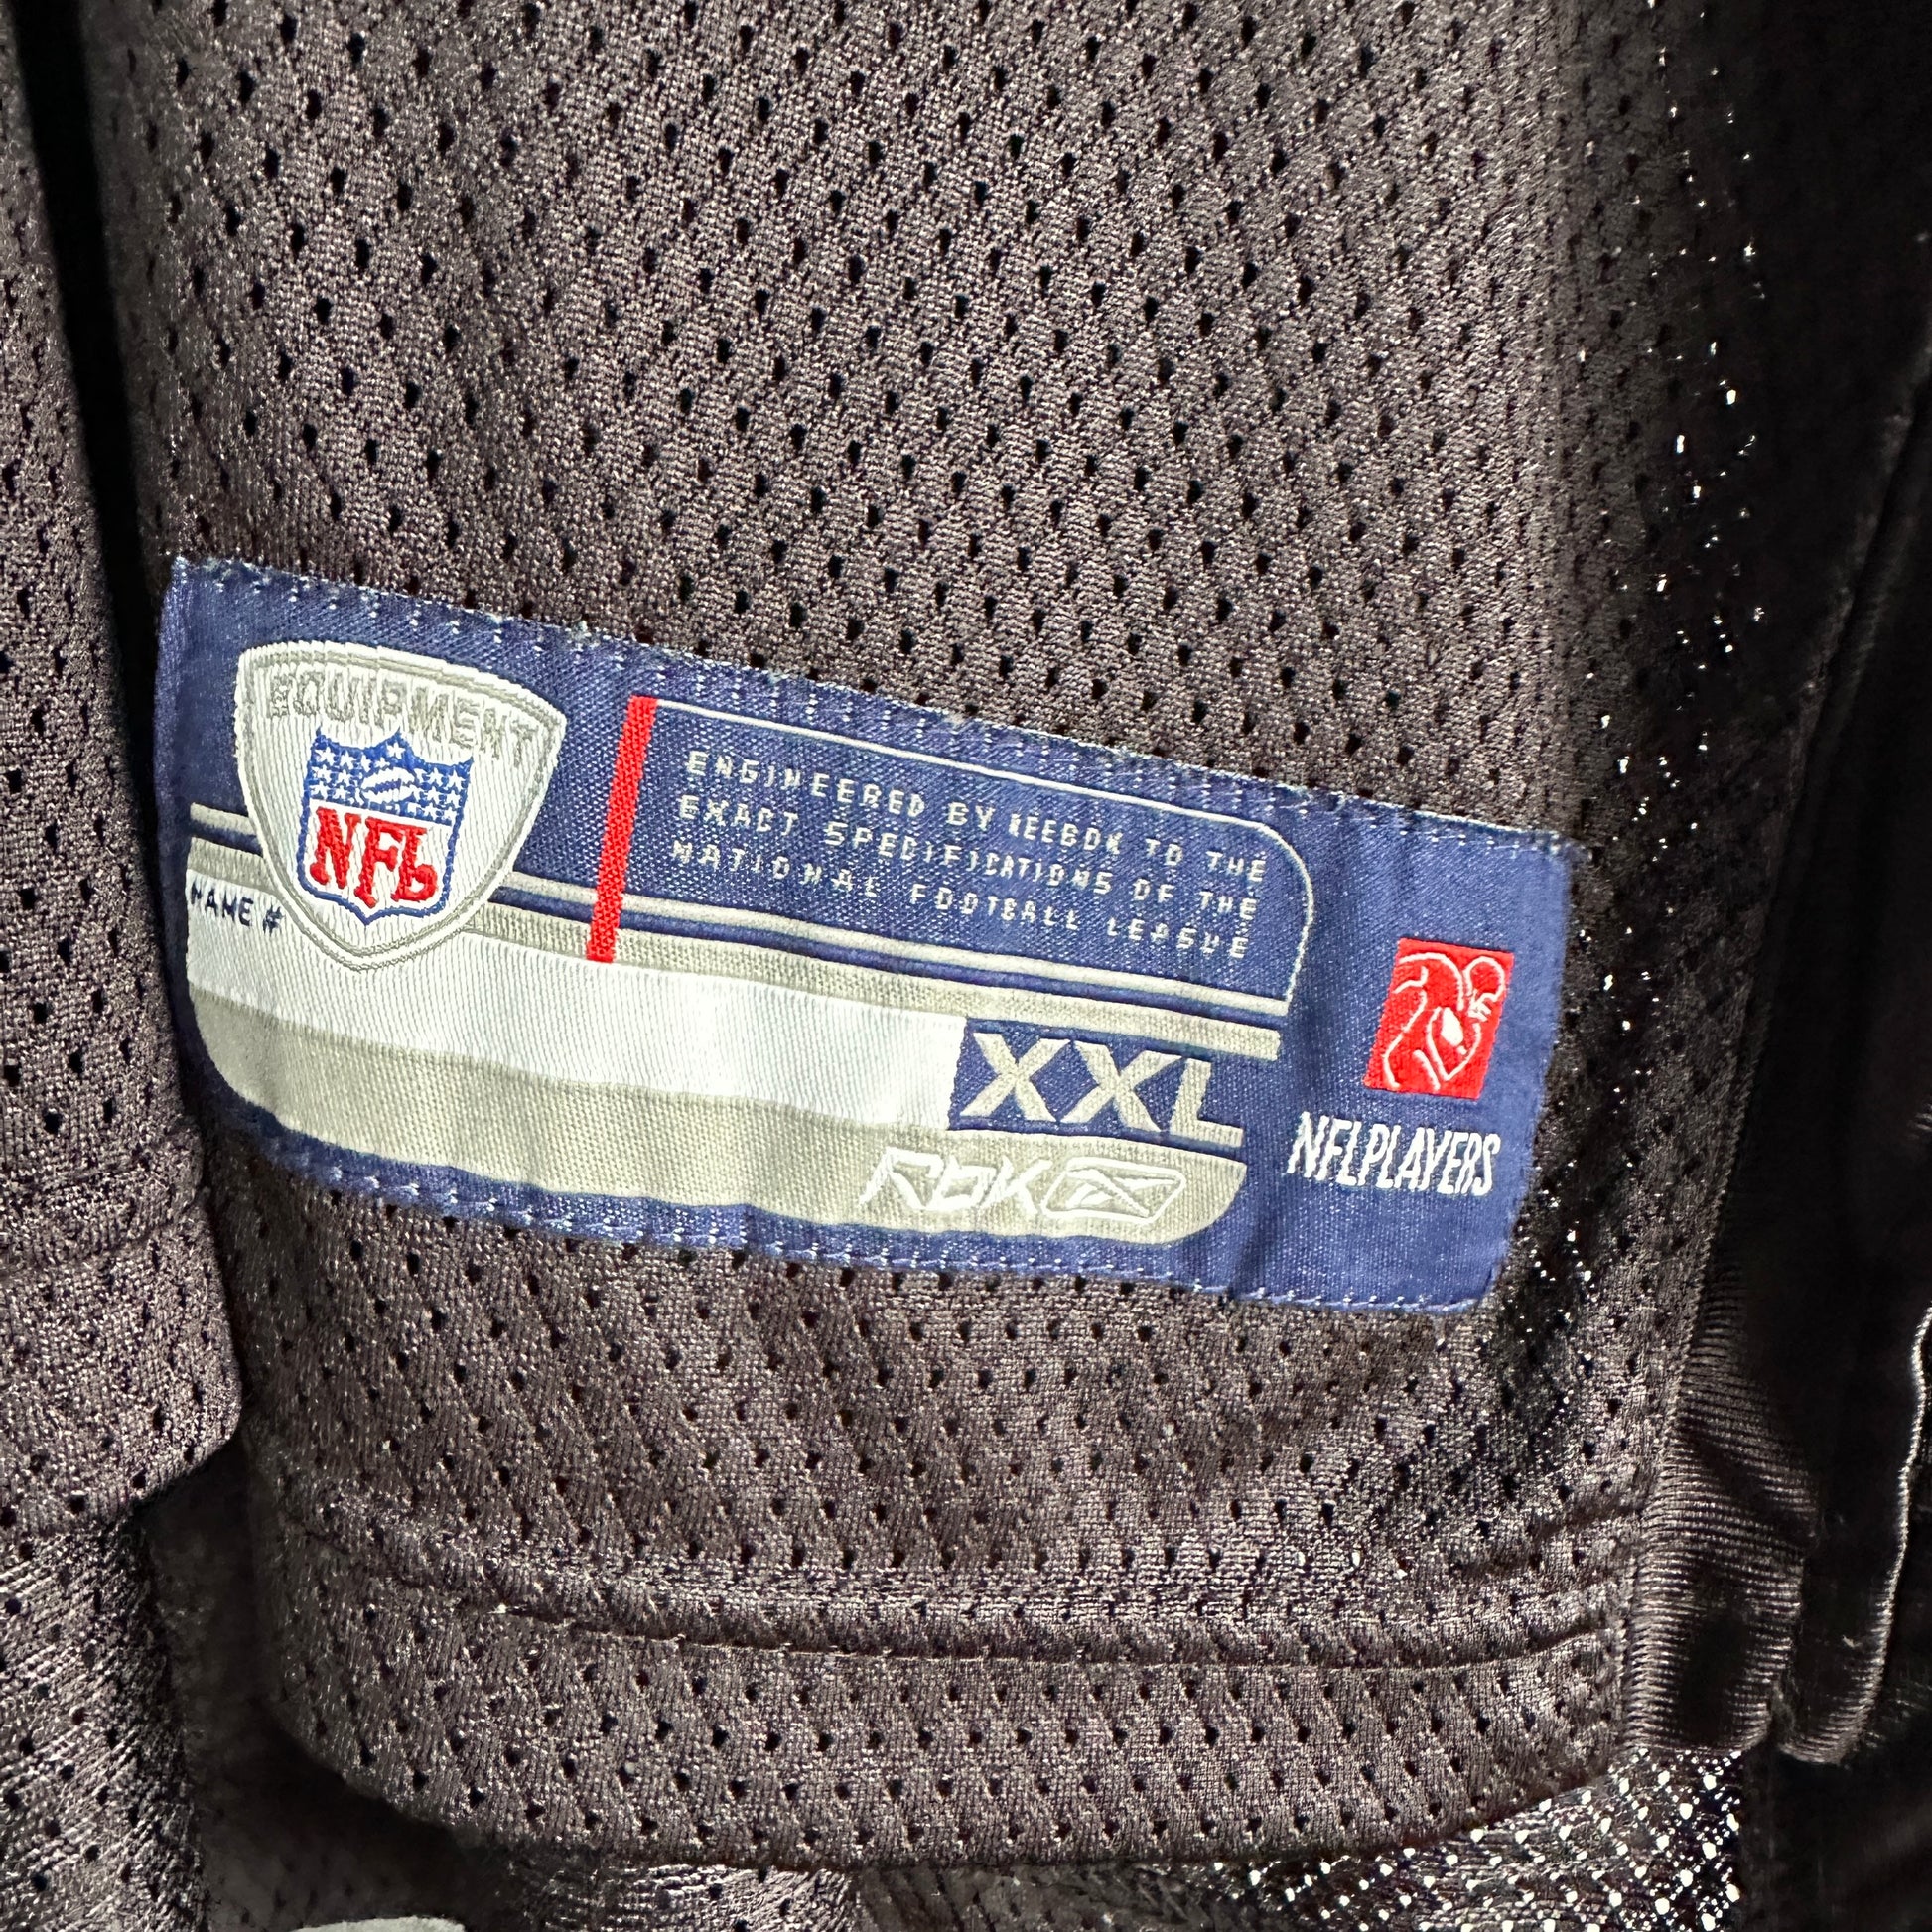 EQUIPMENT
NFL
NAME #
ENGINEERED BY REEBOK TO THE
EXACT SPECIFICATIONS OF THE
NATIONAL FOOTBALL LEAGUE
XXL
RBK
NFLPLAYERS